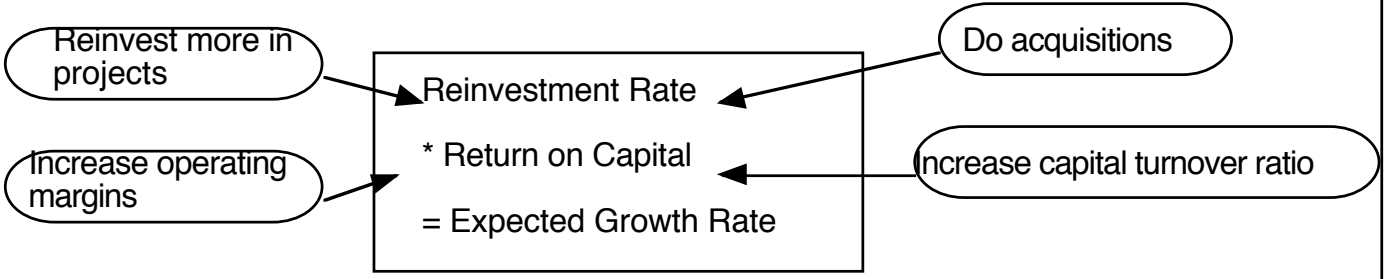 Reinvest more in
projects
Do acquisitions
Reinvestment Rate
* Return on Capital
= Expected Growth Rate
Increase operating
margins
Increase capital turnover ratio